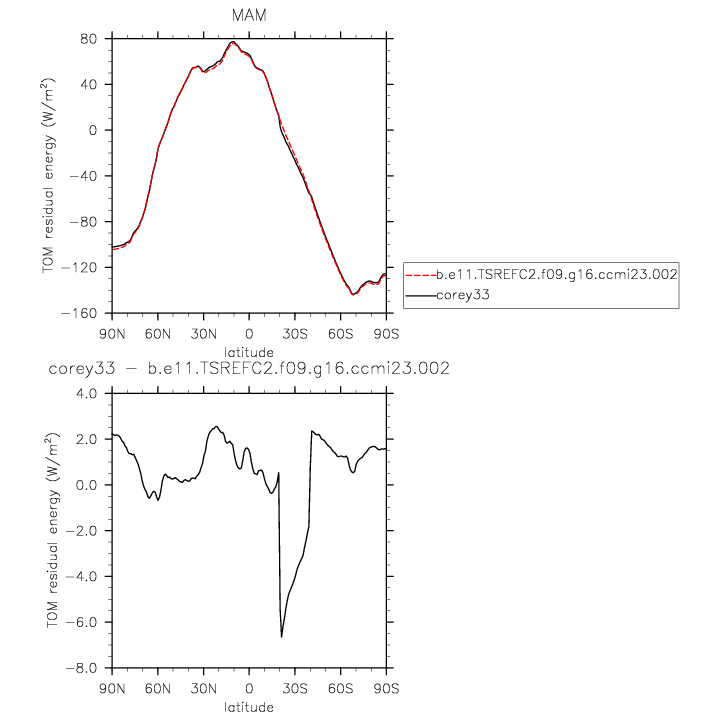 MAM
TOM residual energy (W/m²)
80
40
0
−40
−80
−120
−160
90N 60N 30N 0 30S 60S 90S
latitude
b.e11.TSREFC2.f09.g16.ccmi23.002
corey33
corey33 − b.e11.TSREFC2.f09.g16.ccmi23.002
TOM residual energy (W/m²)
4.0
2.0
0.0
−2.0
−4.0
−6.0
−8.0
90N 60N 30N 0 30S 60S 90S
latitude